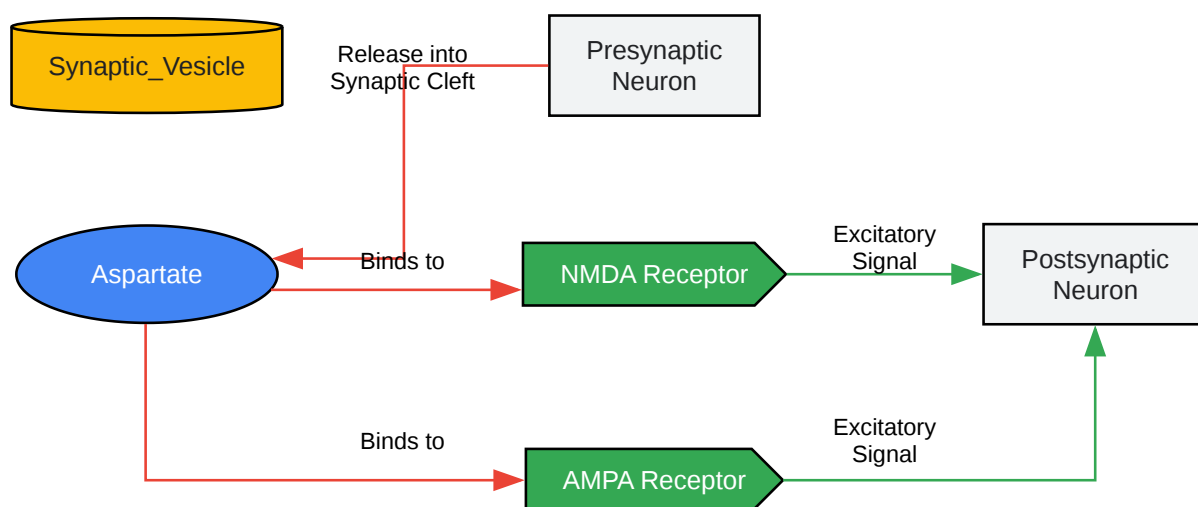 Synaptic_Vesicle
Release into
Synaptic Cleft
Presynaptic
Neuron
Aspartate
Binds to
NMDA Receptor
Excitatory
Signal
Postsynaptic
Neuron
Binds to
AMPA Receptor
Excitatory
Signal